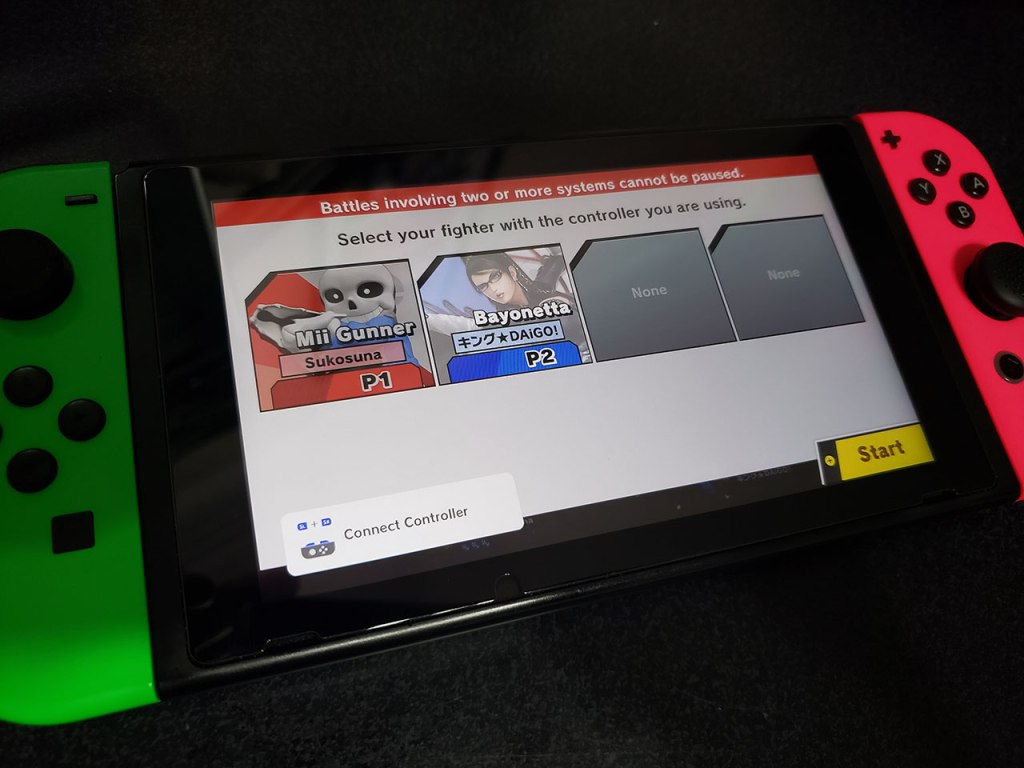 Battles involving two or more systems cannot be paused.
Select your fighter with the controller you are using.
Mii Gunner
Sukosuna
P1
Bayonetta
キング★DAiGO!
P2
None
None
Start
SL + SR
Connect Controller
X
Y
A
B